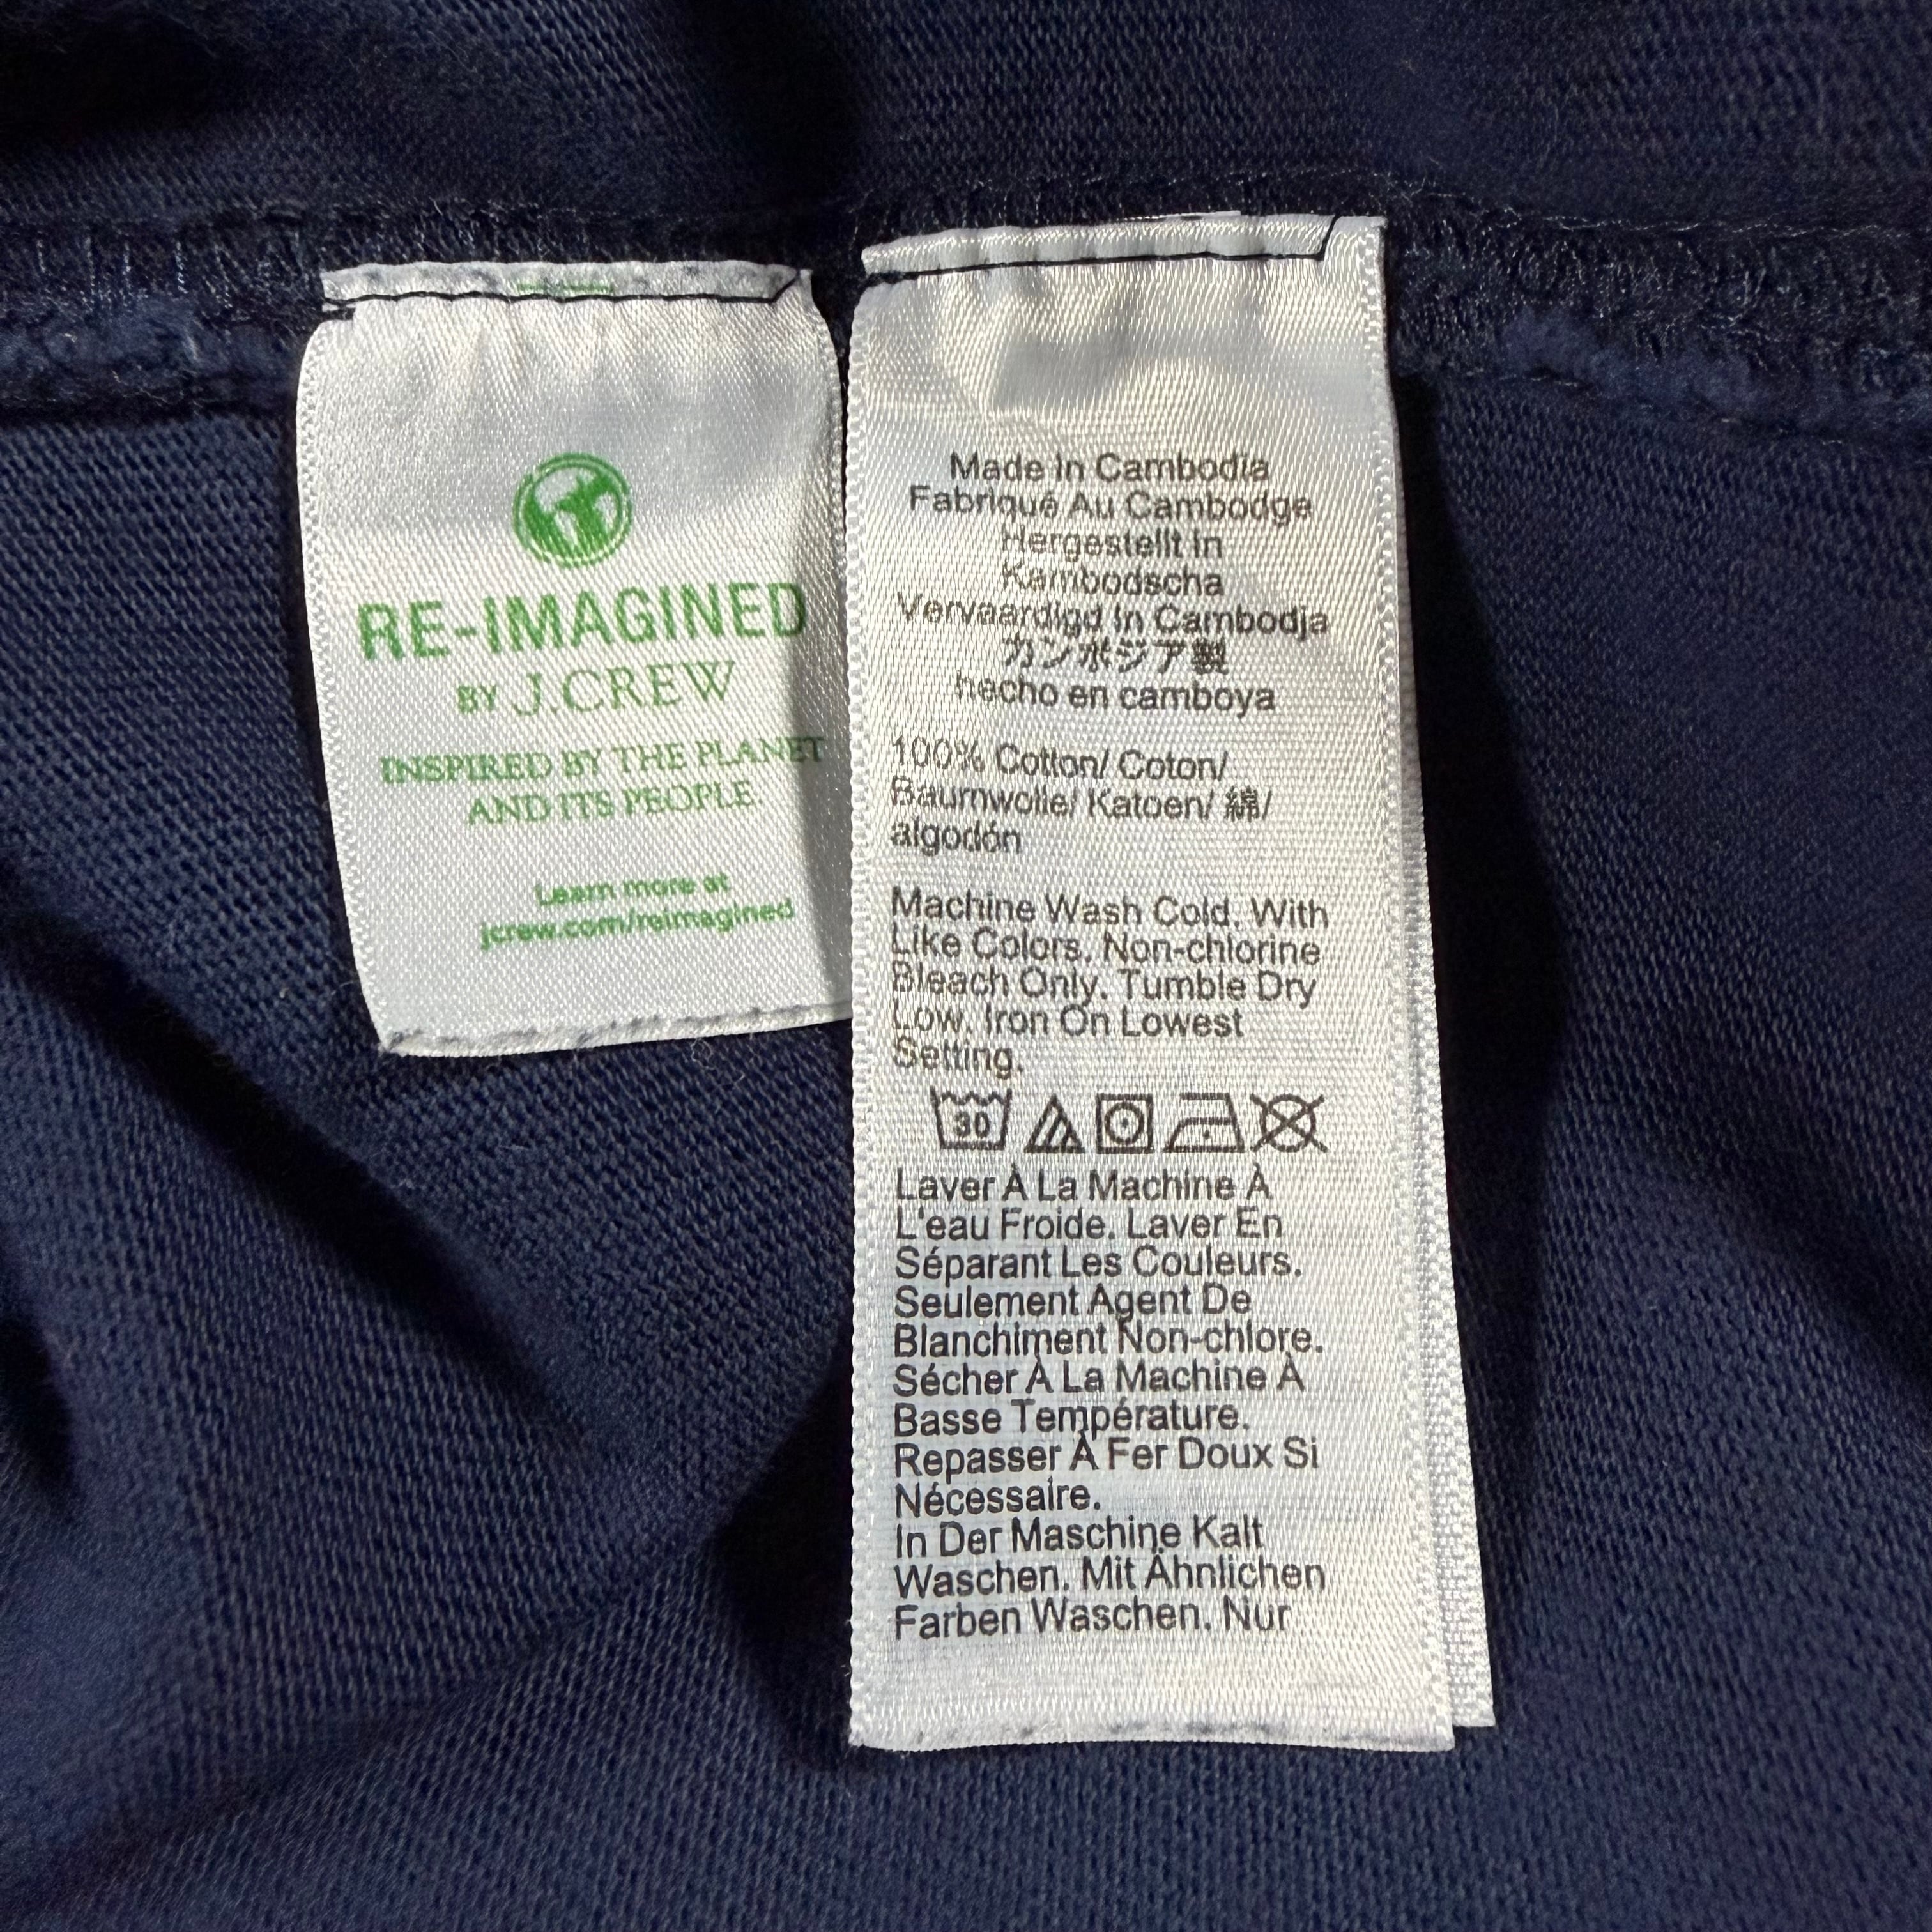 RE-IMAGINED
BY J.CREW
INSPIRED BY THE PLANET
AND ITS PEOPLE.
Learn more at
jcrew.com/reimagined
Made In Cambodia
Fabriqué Au Cambodge
Hergestellt In
Kambodscha
Vervaardigd In Cambodja
カンボジア製
hecho en camboya
100% Cotton/ Coton/
Baumwolle/ Katoen/ 綿/
algodón
Machine Wash Cold. With
Like Colors. Non-chlorine
Bleach Only. Tumble Dry
Low. Iron On Lowest
Setting.
30
Laver À La Machine À
L'eau Froide. Laver En
Séparant Les Couleurs.
Seulement Agent De
Blanchiment Non-chlore.
Sécher À La Machine À
Basse Température.
Repasser À Fer Doux Si
Nécessaire.
In Der Maschine Kalt
Waschen. Mit Ähnlichen
Farben Waschen. Nur